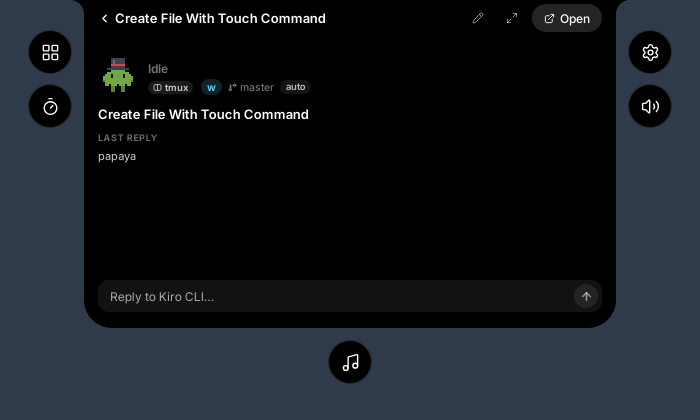 Create File With Touch Command
Open
Idle
tmux w master auto
Create File With Touch Command
LAST REPLY
papaya
Reply to Kiro CLI...